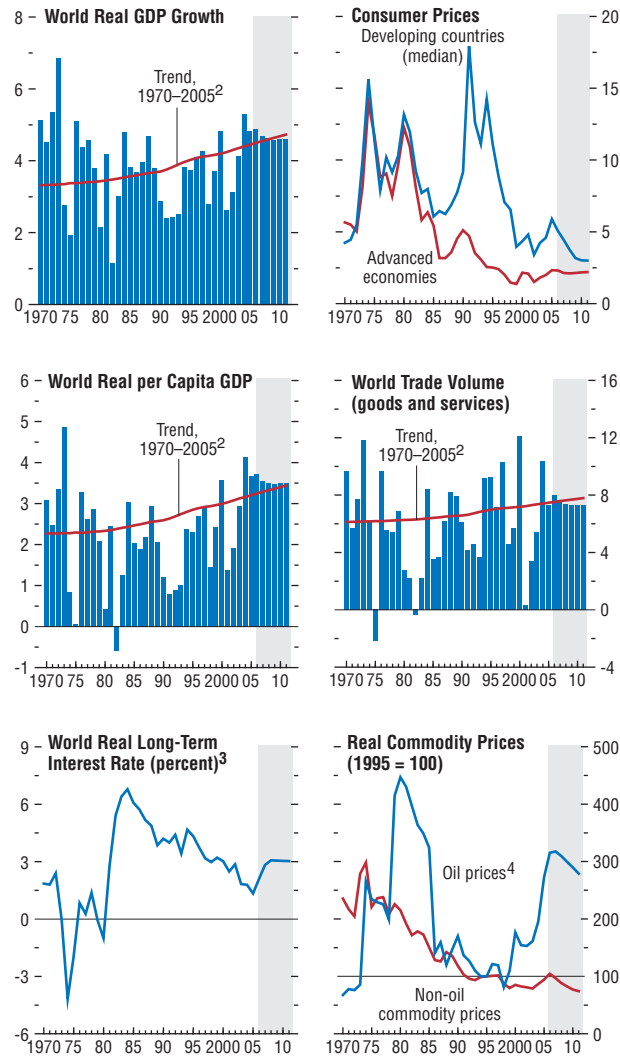 World Real GDP Growth
8
6
4
2
0
Trend,
1970–2005²
1970 75 80 85 90 95 2000 05 10
Consumer Prices
Developing countries
(median)
20
15
10
5
0
Advanced
economies
1970 75 80 85 90 95 2000 05 10
World Real per Capita GDP
6
5
4
3
2
1
0
-1
Trend,
1970–2005²
1970 75 80 85 90 95 2000 05 10
World Trade Volume
(goods and services)
16
12
8
4
0
-4
Trend,
1970–2005²
1970 75 80 85 90 95 2000 05 10
World Real Long-Term
Interest Rate (percent)³
9
6
3
0
-3
-6
1970 75 80 85 90 95 2000 05 10
Real Commodity Prices
(1995 = 100)
500
400
300
200
100
0
Oil prices⁴
Non-oil
commodity prices
1970 75 80 85 90 95 2000 05 10